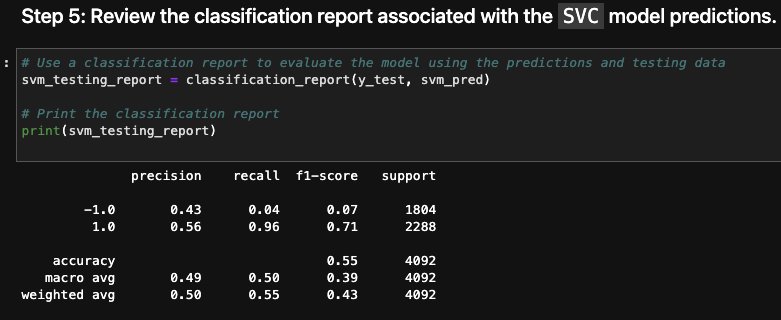 Step 5: Review the classification report associated with the SVC model predictions.
:
# Use a classification report to evaluate the model using the predictions and testing data
svm_testing_report = classification_report(y_test, svm_pred)
# Print the classification report
print(svm_testing_report)
precision recall f1-score support
-1.0 0.43 0.04 0.07 1804
1.0 0.56 0.96 0.71 2288
accuracy 0.55 4092
macro avg 0.49 0.50 0.39 4092
weighted avg 0.50 0.55 0.43 4092